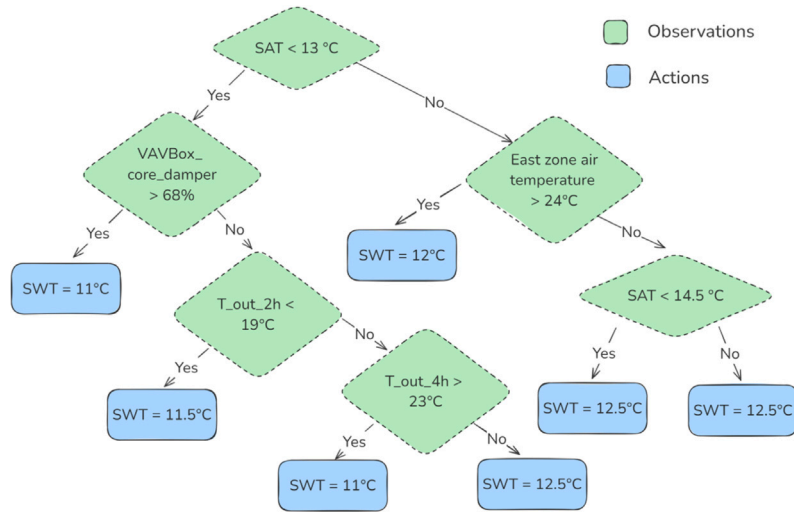 SAT < 13 °C
Observations
Actions
Yes
No
VAVBox_
core_damper
> 68%
East zone air
temperature
> 24°C
Yes
No
Yes
No
SWT = 11°C
SWT = 12°C
T_out_2h <
19°C
SAT < 14.5 °C
Yes
No
Yes
No
T_out_4h >
23°C
SWT = 11.5°C
SWT = 12.5°C
SWT = 12.5°C
Yes
No
SWT = 11°C
SWT = 12.5°C